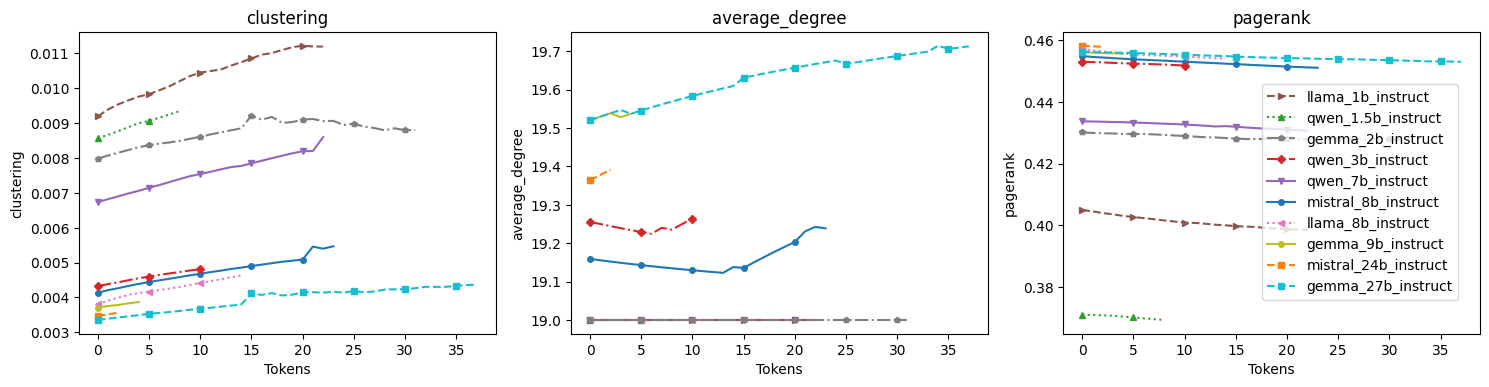 clustering
clustering
0.011
0.010
0.009
0.008
0.007
0.006
0.005
0.004
0.003
0 5 10 15 20 25 30 35
Tokens
average_degree
average_degree
19.7
19.6
19.5
19.4
19.3
19.2
19.1
19.0
0 5 10 15 20 25 30 35
Tokens
pagerank
pagerank
0.46
0.44
0.42
0.40
0.38
0 5 10 15 20 25 30 35
Tokens
llama_1b_instruct
qwen_1.5b_instruct
gemma_2b_instruct
qwen_3b_instruct
qwen_7b_instruct
mistral_8b_instruct
llama_8b_instruct
gemma_9b_instruct
mistral_24b_instruct
gemma_27b_instruct